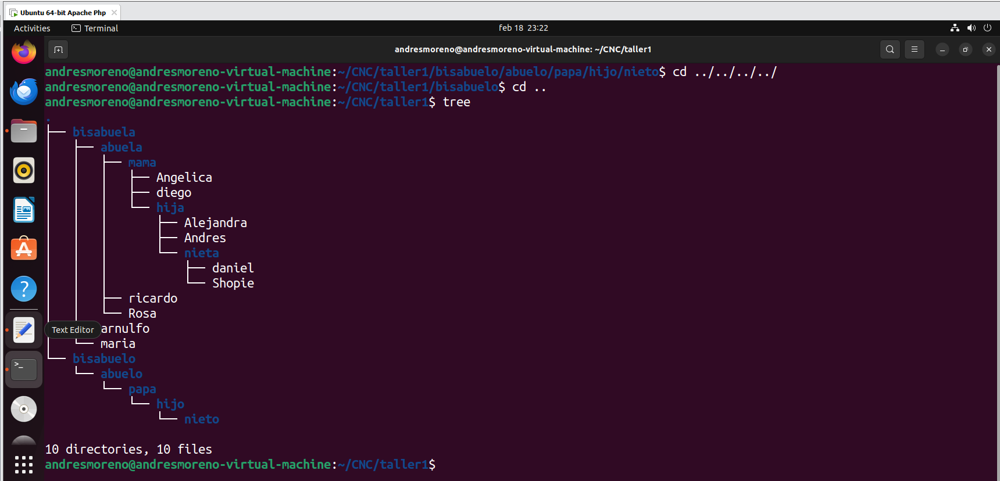 Ubuntu 64-bit Apache Php
Activities Terminal feb 18 23:22
andresmoreno@andresmoreno-virtual-machine: ~/CNC/taller1
andresmoreno@andresmoreno-virtual-machine:~/CNC/taller1/bisabuelo/abuelo/papa/hijo/nieto$ cd ../../../../
andresmoreno@andresmoreno-virtual-machine:~/CNC/taller1/bisabuelo$ cd ..
andresmoreno@andresmoreno-virtual-machine:~/CNC/taller1$ tree
.
├── bisabuela
│   ├── abuela
│   │   ├── mama
│   │   │   ├── Angelica
│   │   │   ├── diego
│   │   │   └── hija
│   │   │       ├── Alejandra
│   │   │       ├── Andres
│   │   │       └── nieta
│   │   │           ├── daniel
│   │   │           └── Shopie
│   │   ├── ricardo
│   │   └── Rosa
Text Editor arnulfo
│   └── maria
└── bisabuelo
    └── abuelo
        └── papa
            └── hijo
                └── nieto
10 directories, 10 files
andresmoreno@andresmoreno-virtual-machine:~/CNC/taller1$